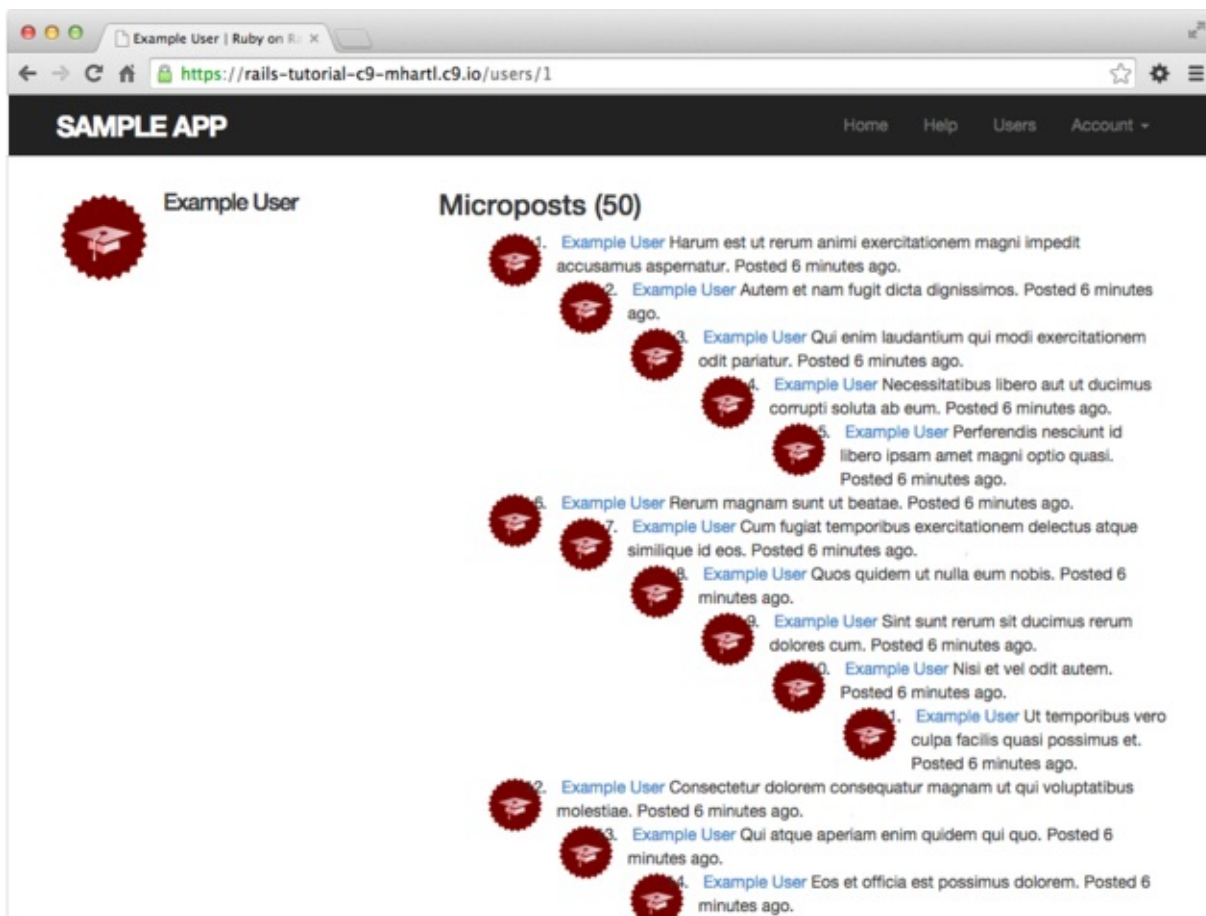 Example User | Ruby on Ra
https://rails-tutorial-c9-mhartl.c9.io/users/1
SAMPLE APP
Home Help Users Account
Example User
Microposts (50)
1. Example User Harum est ut rerum animi exercitationem magni impedit
accusamus aspernatur. Posted 6 minutes ago.
2. Example User Autem et nam fugit dicta dignissimos. Posted 6 minutes
ago.
3. Example User Qui enim laudantium qui modi exercitationem
odit pariatur. Posted 6 minutes ago.
4. Example User Necessitatibus libero aut ut ducimus
corrupti soluta ab eum. Posted 6 minutes ago.
5. Example User Perferendis nesciunt id
libero ipsam amet magni optio quasi.
Posted 6 minutes ago.
6. Example User Rerum magnam sunt ut beatae. Posted 6 minutes ago.
7. Example User Cum fugiat temporibus exercitationem delectus atque
similique id eos. Posted 6 minutes ago.
8. Example User Quos quidem ut nulla eum nobis. Posted 6
minutes ago.
9. Example User Sint sunt rerum sit ducimus rerum
dolores cum. Posted 6 minutes ago.
10. Example User Nisi et vel odit autem.
Posted 6 minutes ago.
11. Example User Ut temporibus vero
culpa facilis quasi possimus et.
Posted 6 minutes ago.
12. Example User Consectetur dolorem consequatur magnam ut qui voluptatibus
molestiae. Posted 6 minutes ago.
13. Example User Qui atque aperiam enim quidem qui quo. Posted 6
minutes ago.
14. Example User Eos et officia est possimus dolorem. Posted 6
minutes ago.